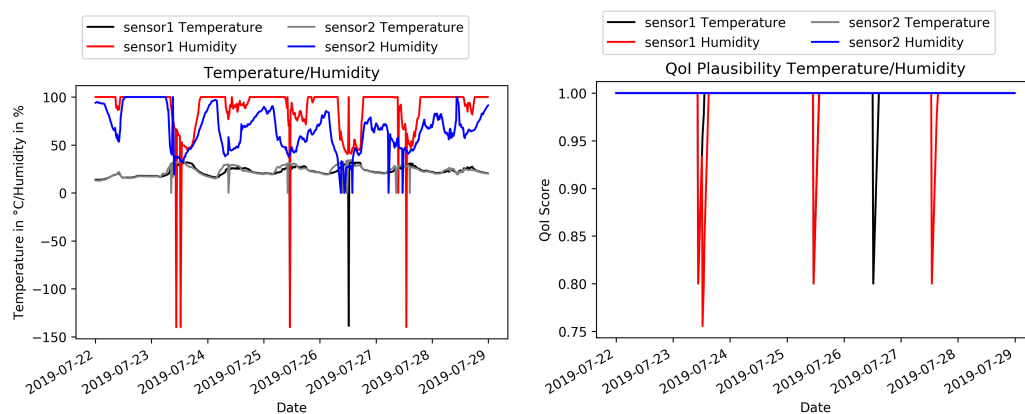 sensor1 Temperature
sensor1 Humidity
sensor2 Temperature
sensor2 Humidity
Temperature/Humidity
Temperature in °C/Humidity in %
100
50
0
−50
−100
−150
2019-07-22
2019-07-23
2019-07-24
2019-07-25
2019-07-26
2019-07-27
2019-07-28
2019-07-29
Date
sensor1 Temperature
sensor1 Humidity
sensor2 Temperature
sensor2 Humidity
QoI Plausibility Temperature/Humidity
QoI Score
1.00
0.95
0.90
0.85
0.80
0.75
2019-07-22
2019-07-23
2019-07-24
2019-07-25
2019-07-26
2019-07-27
2019-07-28
2019-07-29
Date